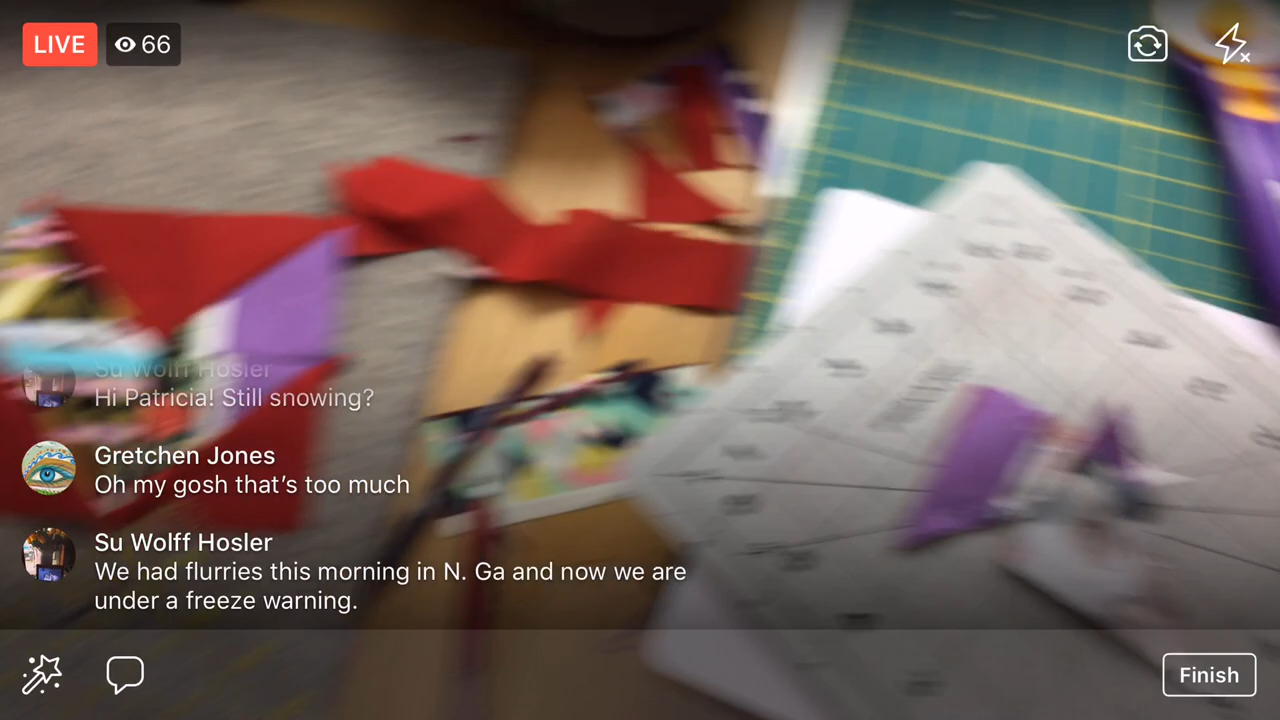 LIVE
66
Su Wolff Hosler
Hi Patricia! Still snowing?
Gretchen Jones
Oh my gosh that's too much
Su Wolff Hosler
We had flurries this morning in N. Ga and now we are
under a freeze warning.
Finish